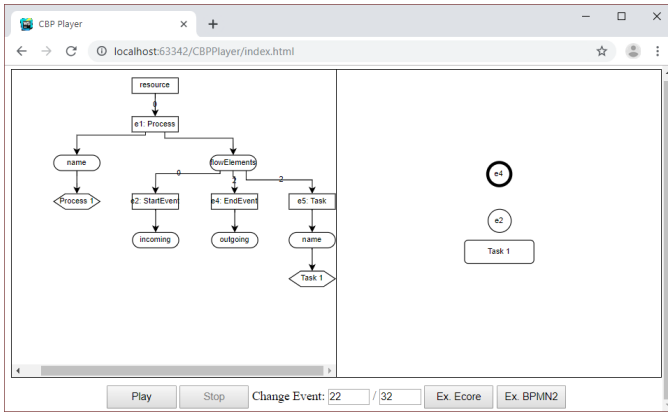 CBP Player
localhost:63342/CBPPlayer/index.html
resource
0
e1: Process
name
flowElements
Process 1
0
2
e2: StartEvent
e4: EndEvent
e5: Task
incoming
outgoing
name
Task 1
e4
e2
Task 1
Play
Stop
Change Event:
22
/
32
Ex. Ecore
Ex. BPMN2